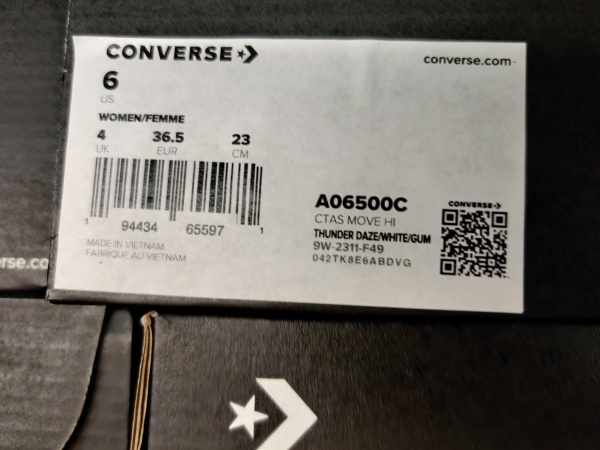 CONVERSE
converse.com
6
US
WOMEN/FEMME
4 36.5 23
UK EUR CM
1 94434 65597 1
MADE IN VIETNAM
FABRIQUE AU VIETNAM
A06500C
CTAS MOVE HI
THUNDER DAZE/WHITE/GUM
9W-2311-F49
042TK8E6ABDVG
CONVERSE
rse.co